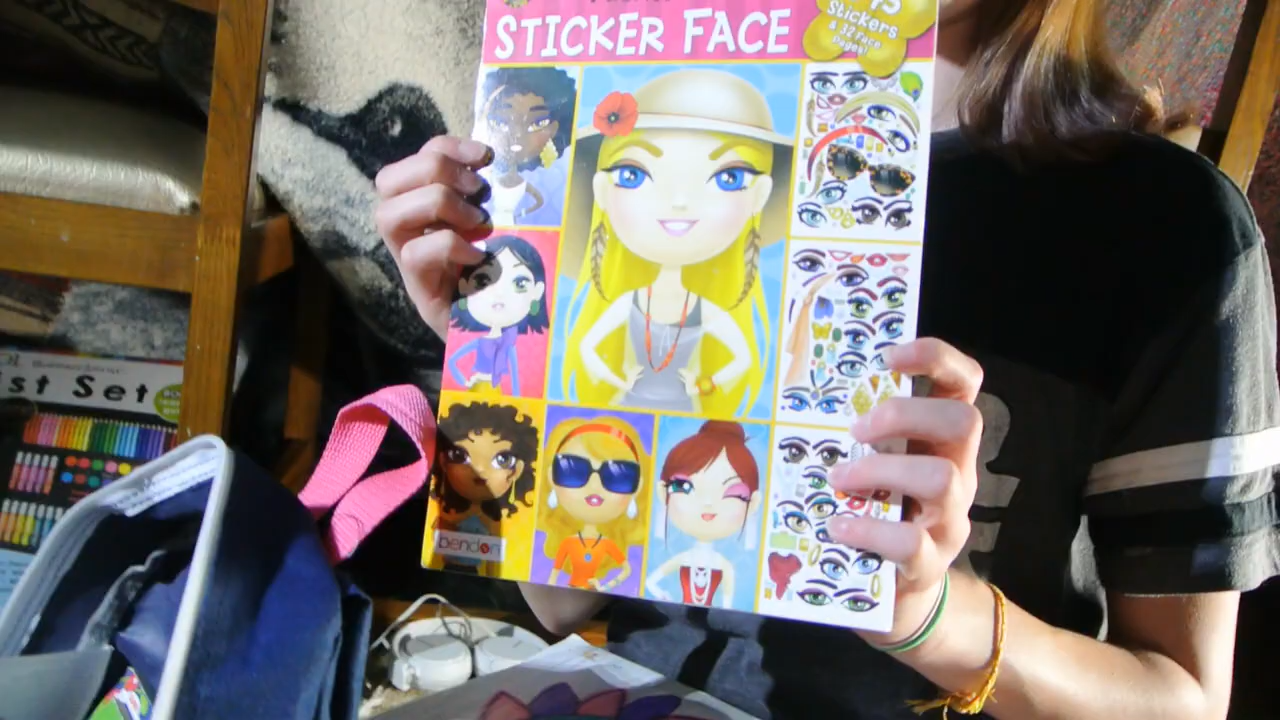 STICKER FACE
Stickers
& 32 Face
Pages!
bendon
st Set